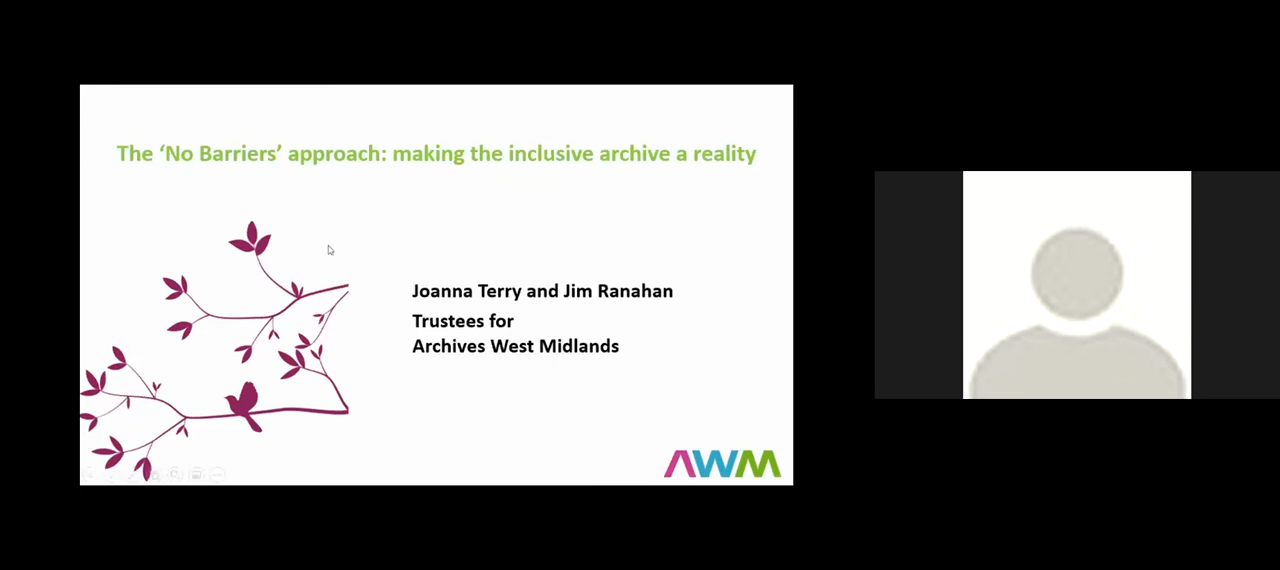 The ‘No Barriers’ approach: making the inclusive archive a reality
Joanna Terry and Jim Ranahan
Trustees for
Archives West Midlands
AWM